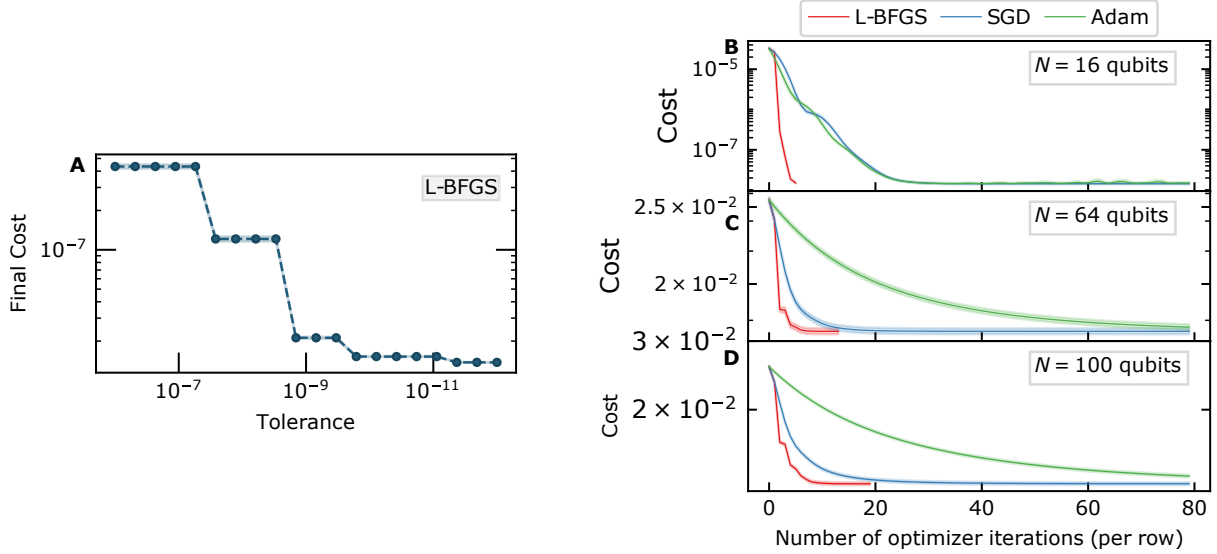 A
L-BFGS
Final Cost
10⁻⁷
10⁻⁷
10⁻⁹
10⁻¹¹
Tolerance
L-BFGS
SGD
Adam
B
N = 16 qubits
Cost
10⁻⁵
10⁻⁷
C
N = 64 qubits
Cost
2.5 × 10⁻²
2 × 10⁻²
D
N = 100 qubits
Cost
3 × 10⁻²
2 × 10⁻²
0
20
40
60
80
Number of optimizer iterations (per row)